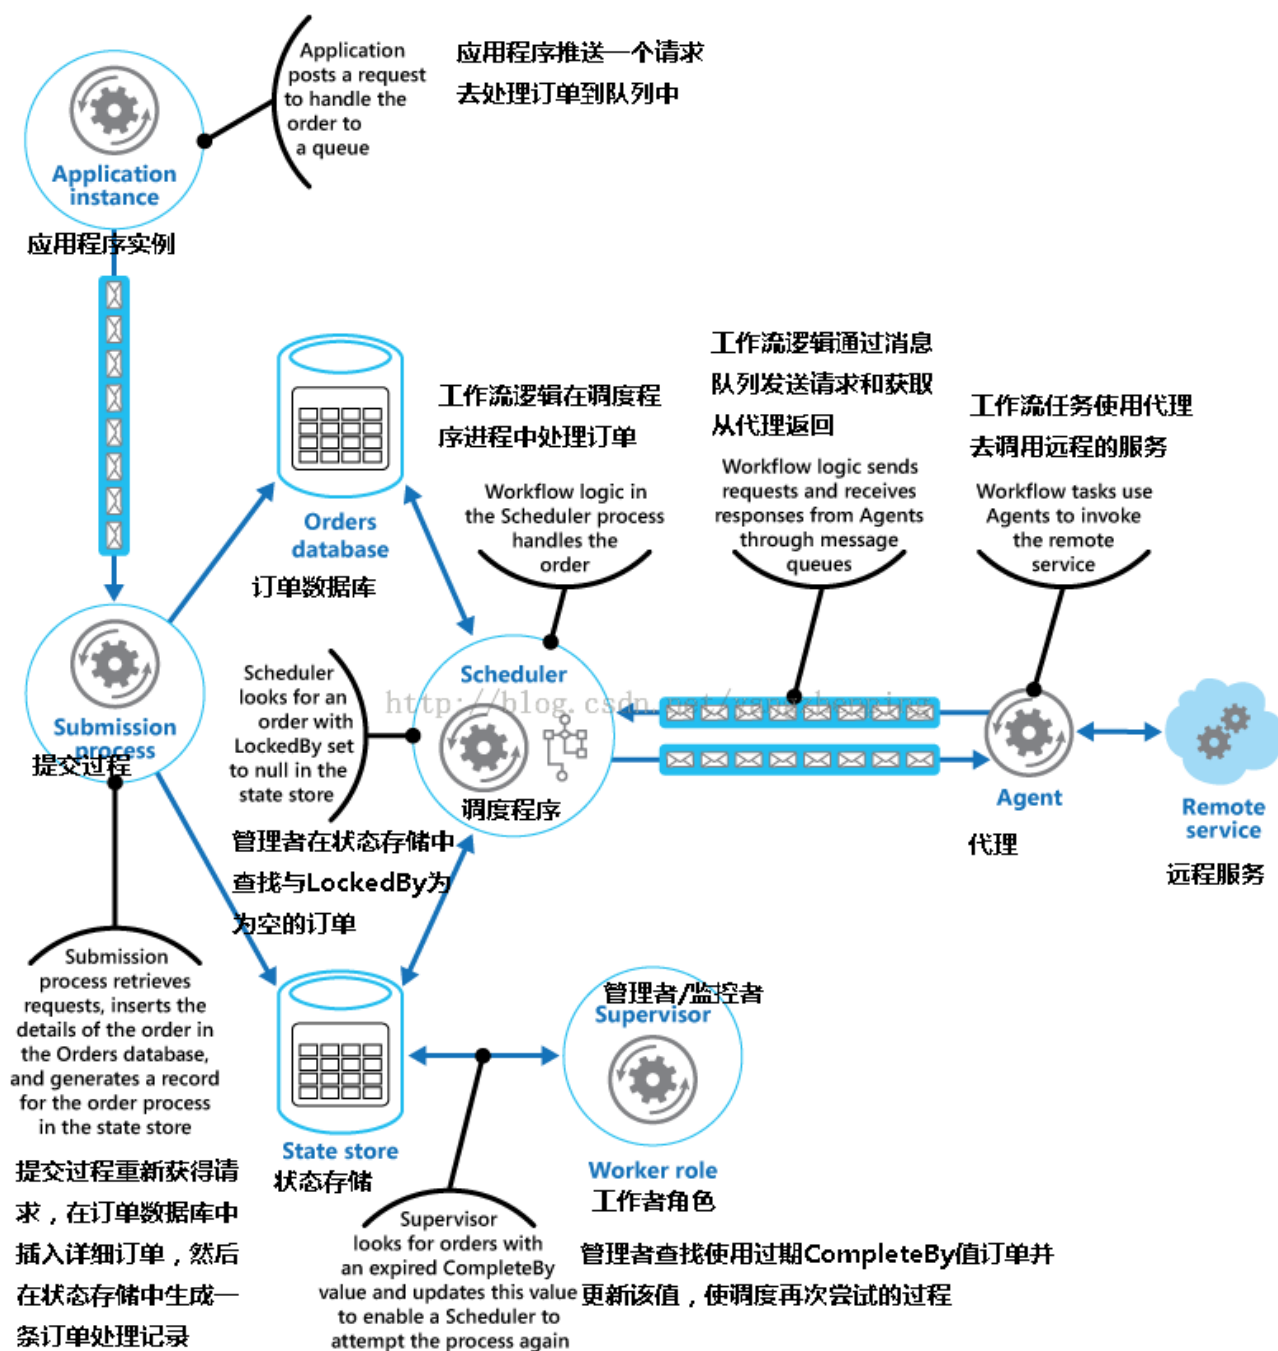 Application
posts a request
to handle the
order to
a queue
应用程序推送一个请求
去处理订单到队列中
Application
instance
应用程序实例
Orders
database
订单数据库
工作流逻辑在调度程
序进程中处理订单
Workflow logic in
the Scheduler process
handles the
order
工作流逻辑通过消息
队列发送请求和获取
从代理返回
Workflow logic sends
requests and receives
responses from Agents
through message
queues
工作流任务使用代理
去调用远程的服务
Workflow tasks use
Agents to invoke
the remote
service
Submission
process
提交过程
Scheduler
looks for an
order with
LockedBy set
to null in the
state store
管理者在状态存储中
查找与LockedBy为
为空的订单
Scheduler
调度程序
Agent
代理
Remote
service
远程服务
Submission
process retrieves
requests, inserts the
details of the order in
the Orders database,
and generates a record
for the order process
in the state store
提交过程重新获得请
求，在订单数据库中
插入详细订单，然后
在状态存储中生成一
条订单处理记录
State store
状态存储
管理者/监控者
Supervisor
Worker role
工作者角色
Supervisor
looks for orders with
an expired CompleteBy
value and updates this value
to enable a Scheduler to
attempt the process again
管理者查找使用过期CompleteBy值订单并
更新该值，使调度再次尝试的过程